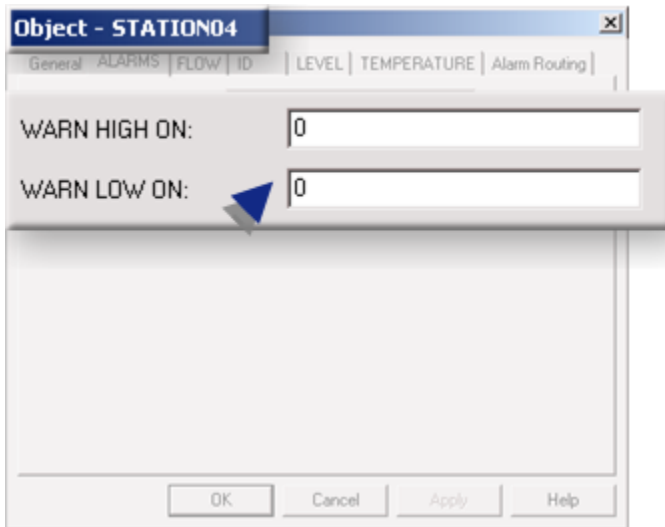 Object - STATION04
General ALARMS FLOW ID LEVEL TEMPERATURE Alarm Routing
WARN HIGH ON: 0
WARN LOW ON: 0
OK Cancel Apply Help